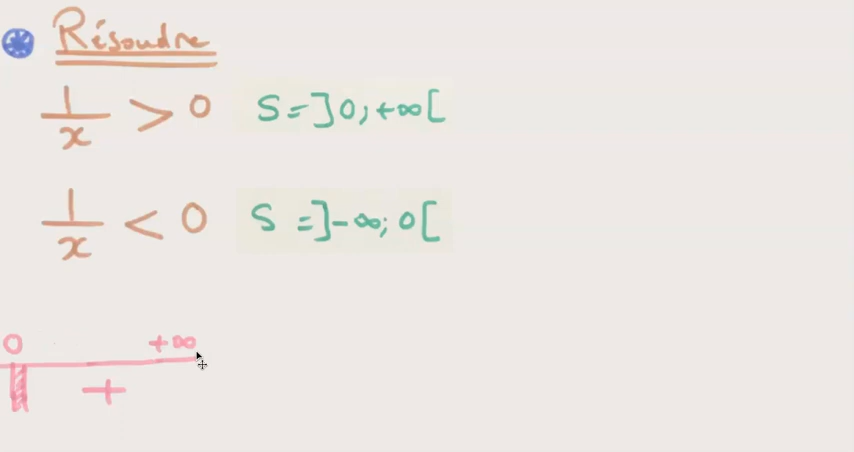 Résoudre
1/x > 0 S = ]0; +∞[
1/x < 0 S = ]-∞; 0[
0 +∞
+